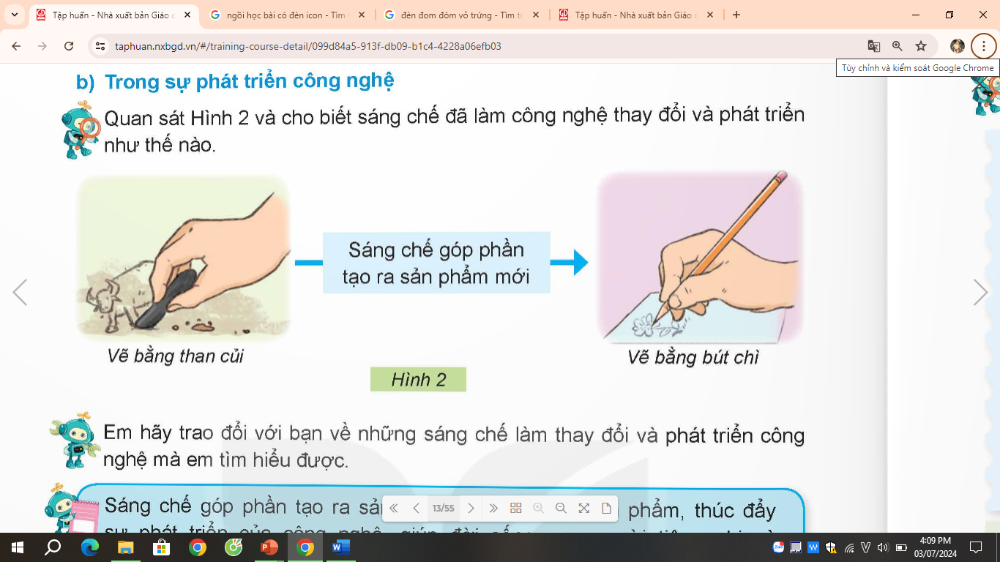 Tập huấn - Nhà xuất bản Giáo d
ngồi học bài có đèn icon - Tìm
đèn đom đóm vỏ trứng - Tìm tr
Tập huấn - Nhà xuất bản Giáo d
taphuan.nxbgd.vn/#/training-course-detail/099d84a5-913f-db09-b1c4-4228a06efb03
Tùy chỉnh và kiểm soát Google Chrome
b) Trong sự phát triển công nghệ
Quan sát Hình 2 và cho biết sáng chế đã làm công nghệ thay đổi và phát triển
như thế nào.
Sáng chế góp phần
tạo ra sản phẩm mới
Vẽ bằng than củi
Vẽ bằng bút chì
Hình 2
Em hãy trao đổi với bạn về những sáng chế làm thay đổi và phát triển công
nghệ mà em tìm hiểu được.
Sáng chế góp phần tạo ra sản phẩm, thúc đẩy
13/55
sự phát triển của công nghệ, giúp đời sống
4:09 PM
03/07/2024